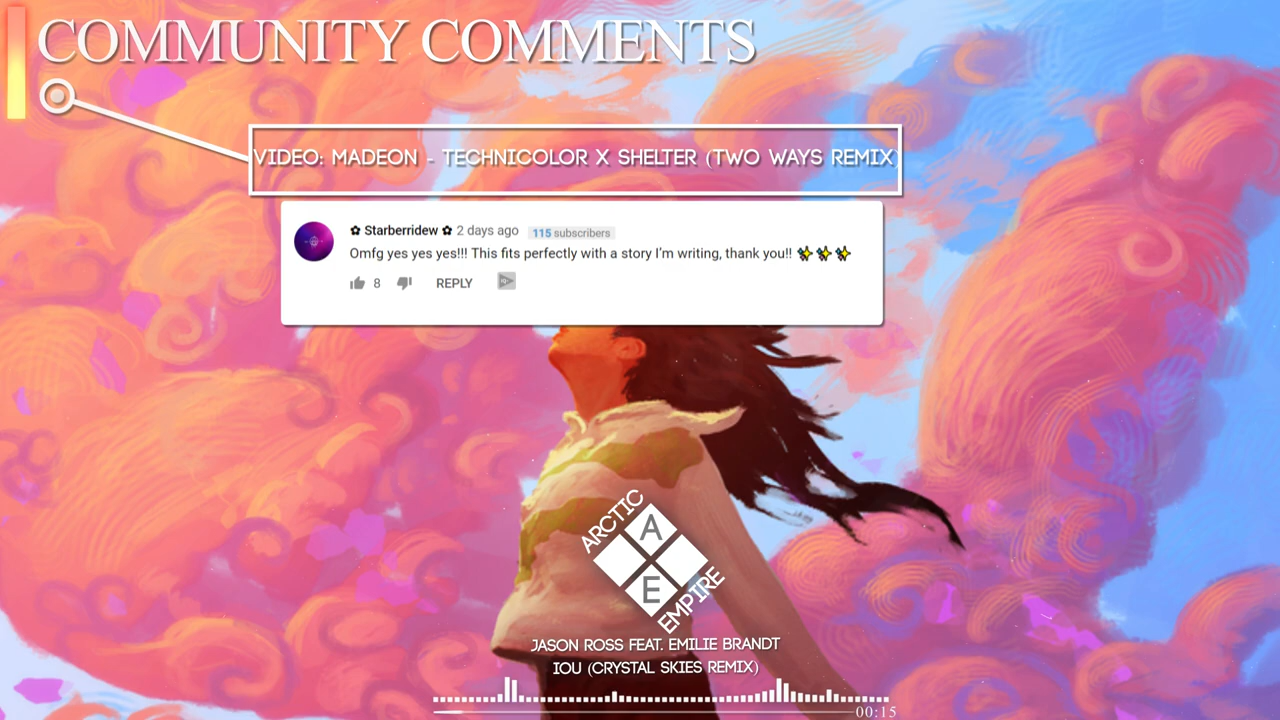 COMMUNITY COMMENTS
VIDEO: MADEON - TECHNICOLOR X SHELTER (TWO WAYS REMIX)
✿ Starberridew ✿ 2 days ago 115 subscribers
Omfg yes yes yes!!! This fits perfectly with a story I'm writing, thank you!! ✨ ✨ ✨
8 REPLY
ARCTIC
A
E
EMPIRE
JASON ROSS FEAT. EMILIE BRANDT
IOU (CRYSTAL SKIES REMIX)
00:15